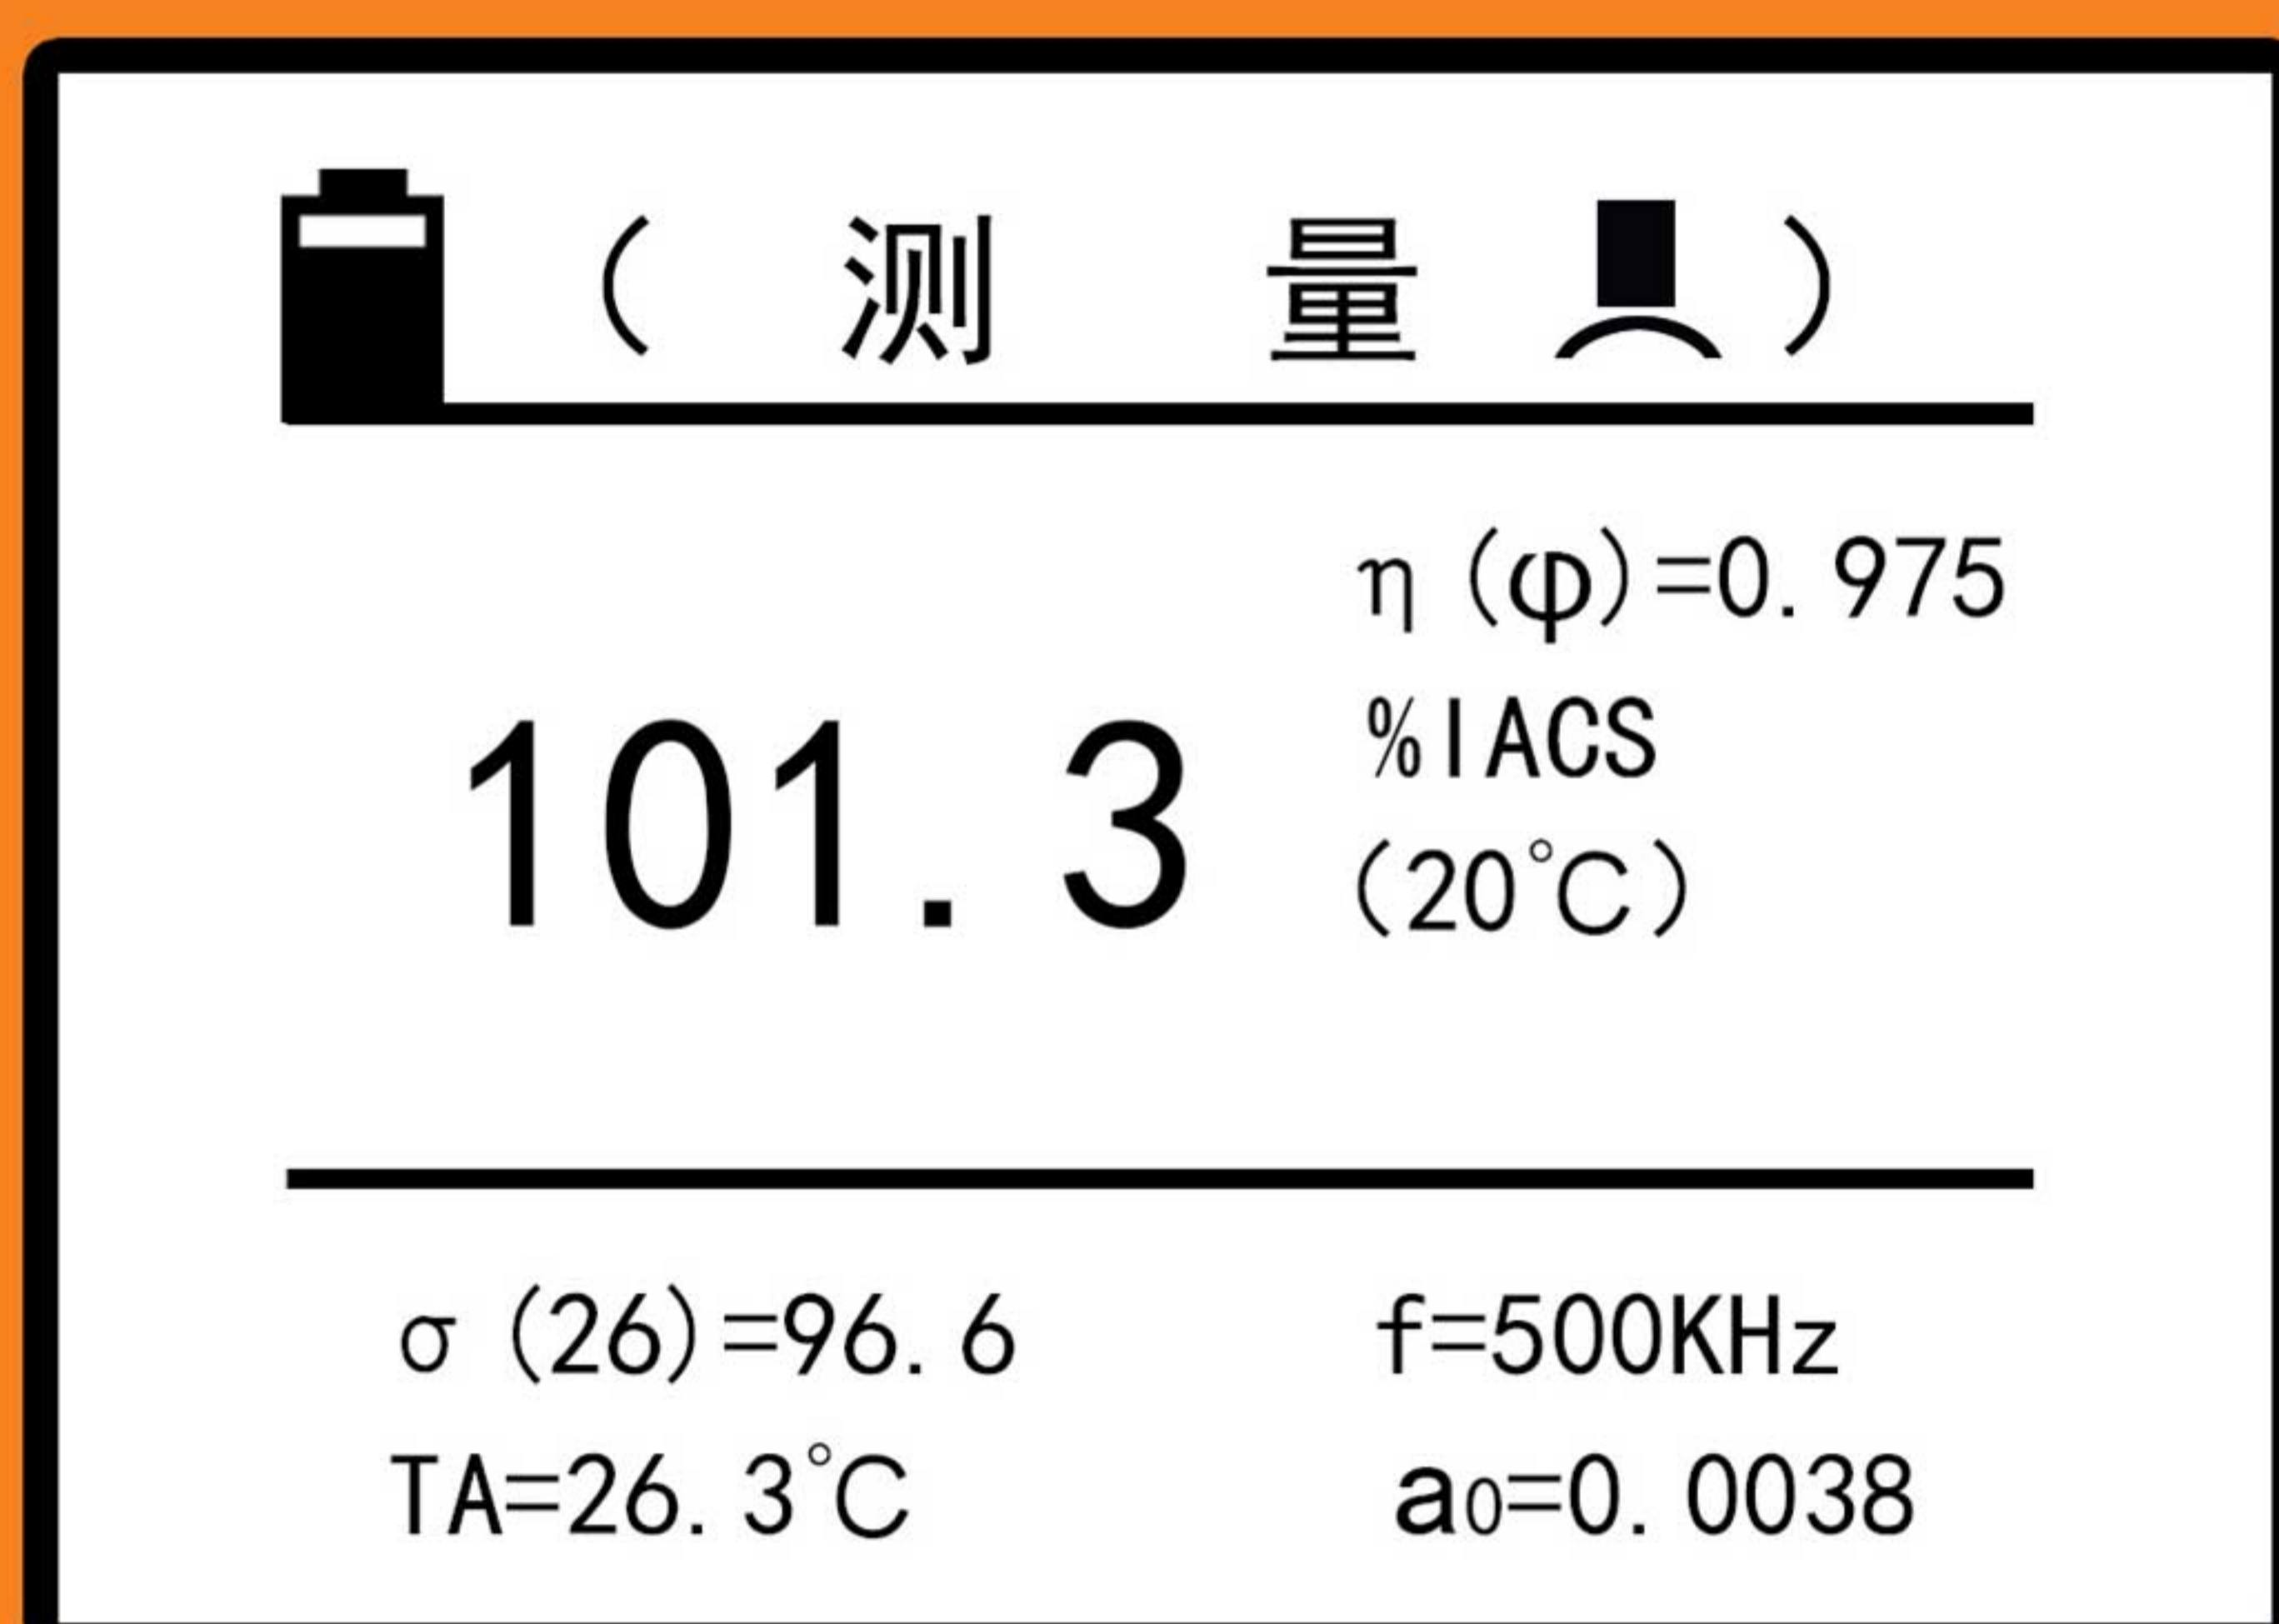 ( 测 量 )
η(φ)=0.975
101.3 %IACS
(20℃)
σ(26)=96.6 f=500KHz
TA=26.3℃ a0=0.0038